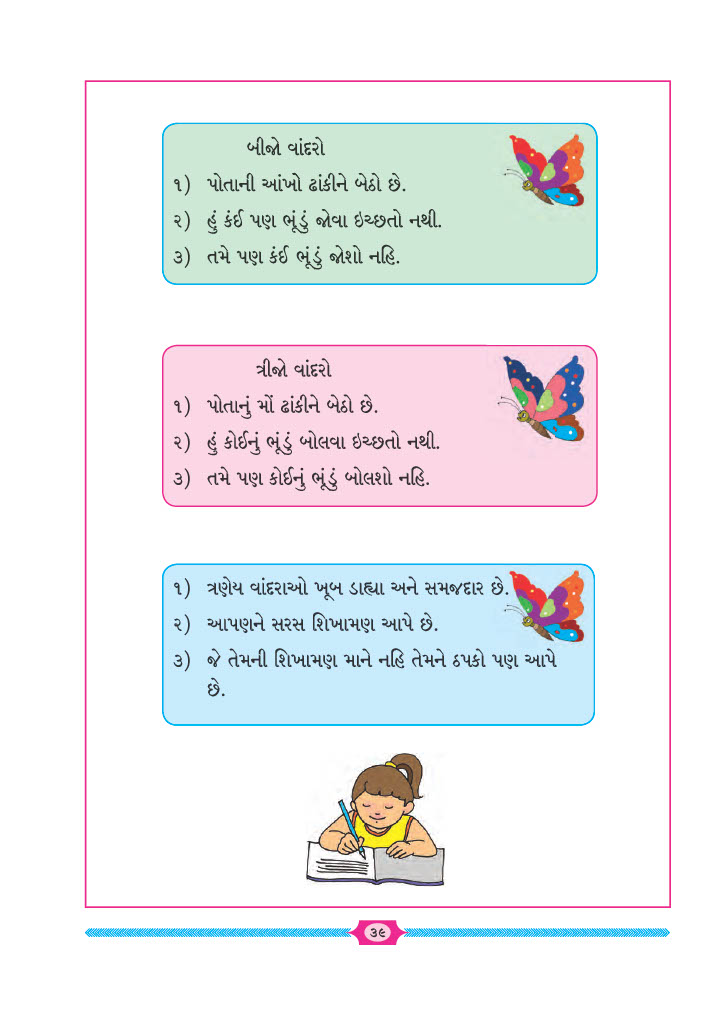 બીજો વાંદરો
૧) પોતાની આંખો ઢાંકીને બેઠો છે.
૨) હું કંઈ પણ ભૂંડું જોવા ઇચ્છતો નથી.
૩) તમે પણ કંઈ ભૂંડું જોશો નહિ.
ત્રીજો વાંદરો
૧) પોતાનું મોં ઢાંકીને બેઠો છે.
૨) હું કોઈનું ભૂંડું બોલવા ઇચ્છતો નથી.
૩) તમે પણ કોઈનું ભૂંડું બોલશો નહિ.
૧) ત્રણેય વાંદરાઓ ખૂબ ડાહ્યા અને સમજદાર છે.
૨) આપણને સરસ શિખામણ આપે છે.
૩) જે તેમની શિખામણ માને નહિ તેમને ઠપકો પણ આપે
છે.
૩૯